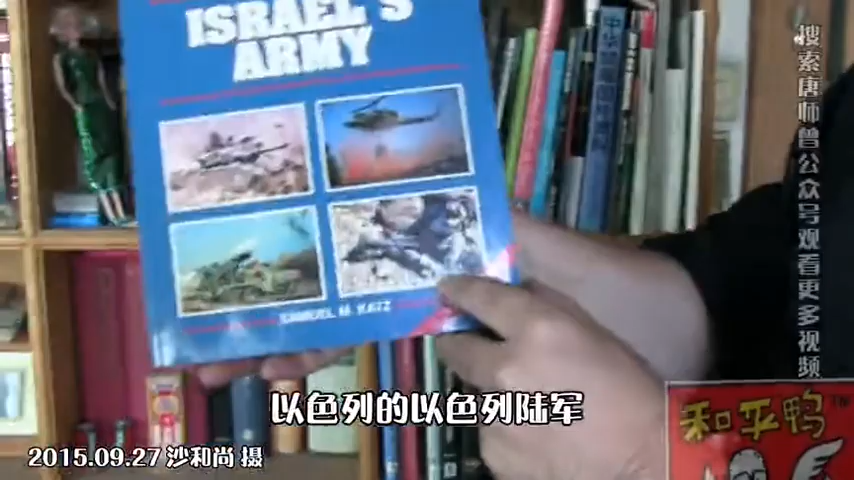 ISRAEL'S
ARMY
SAMUEL M. KATZ
搜索唐师曾公众号观看更多视频
以色列的以色列陆军
2015.09.27 沙和尚 摄
和平鸭